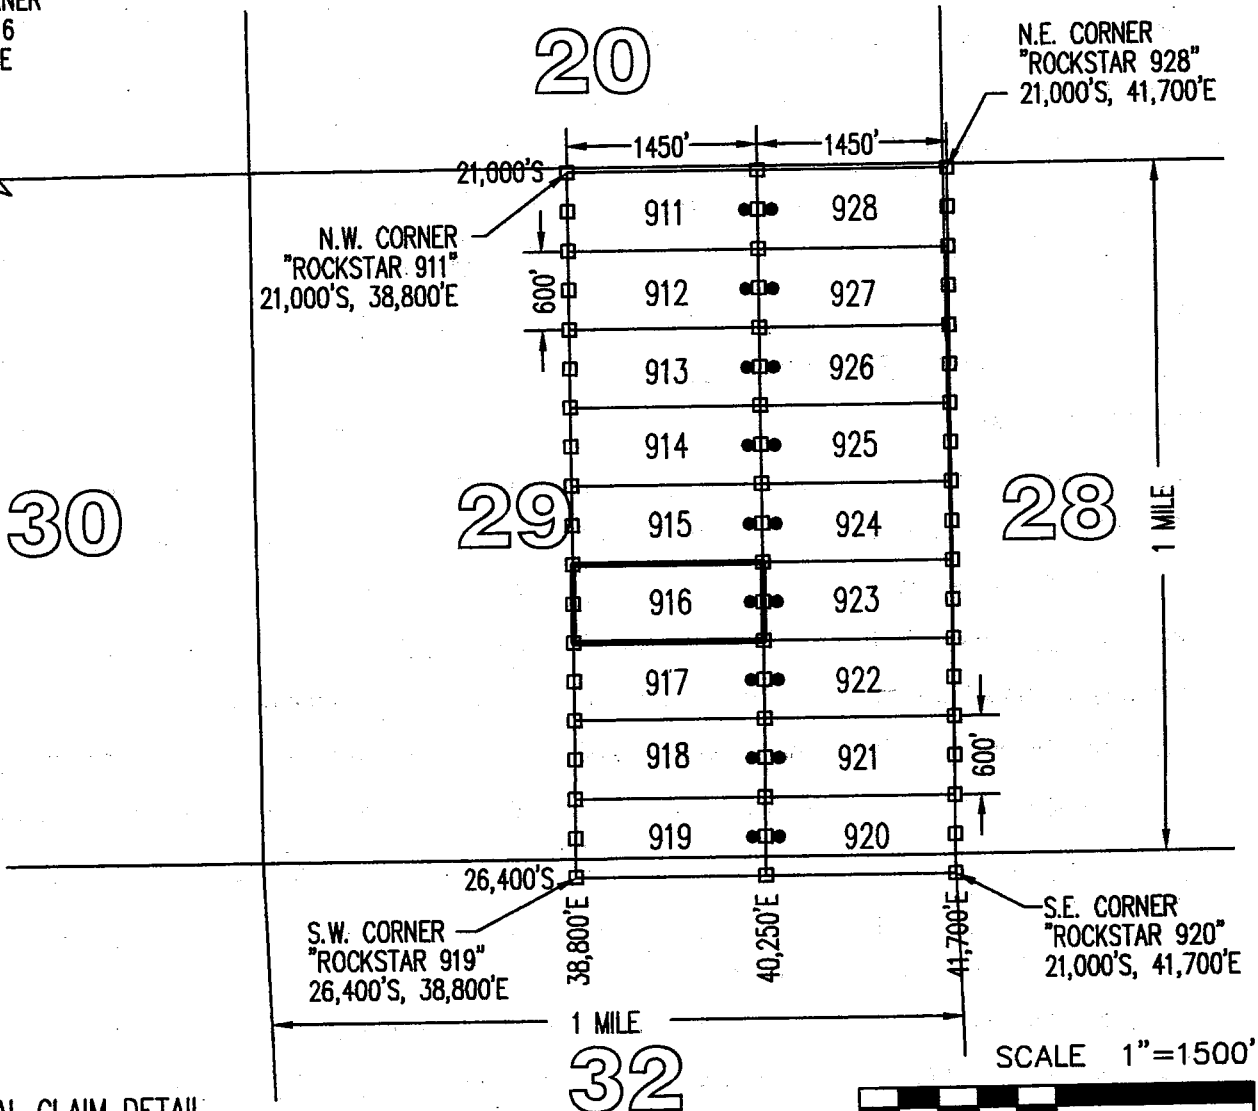 6
E
20
N.E. CORNER
"ROCKSTAR 928"
21,000'S, 41,700'E
1450'
1450'
21,000'S
N.W. CORNER
"ROCKSTAR 911"
21,000'S, 38,800'E
600'
911
928
912
927
913
926
914
925
30
29
915
924
28
1 MILE
916
923
917
922
918
921
600'
919
920
26,400'S
38,800'E
40,250'E
41,700'E
S.W. CORNER
"ROCKSTAR 919"
26,400'S, 38,800'E
S.E. CORNER
"ROCKSTAR 920"
21,000'S, 41,700'E
1 MILE
32
SCALE 1"=1500'
CLAIM DETAIL